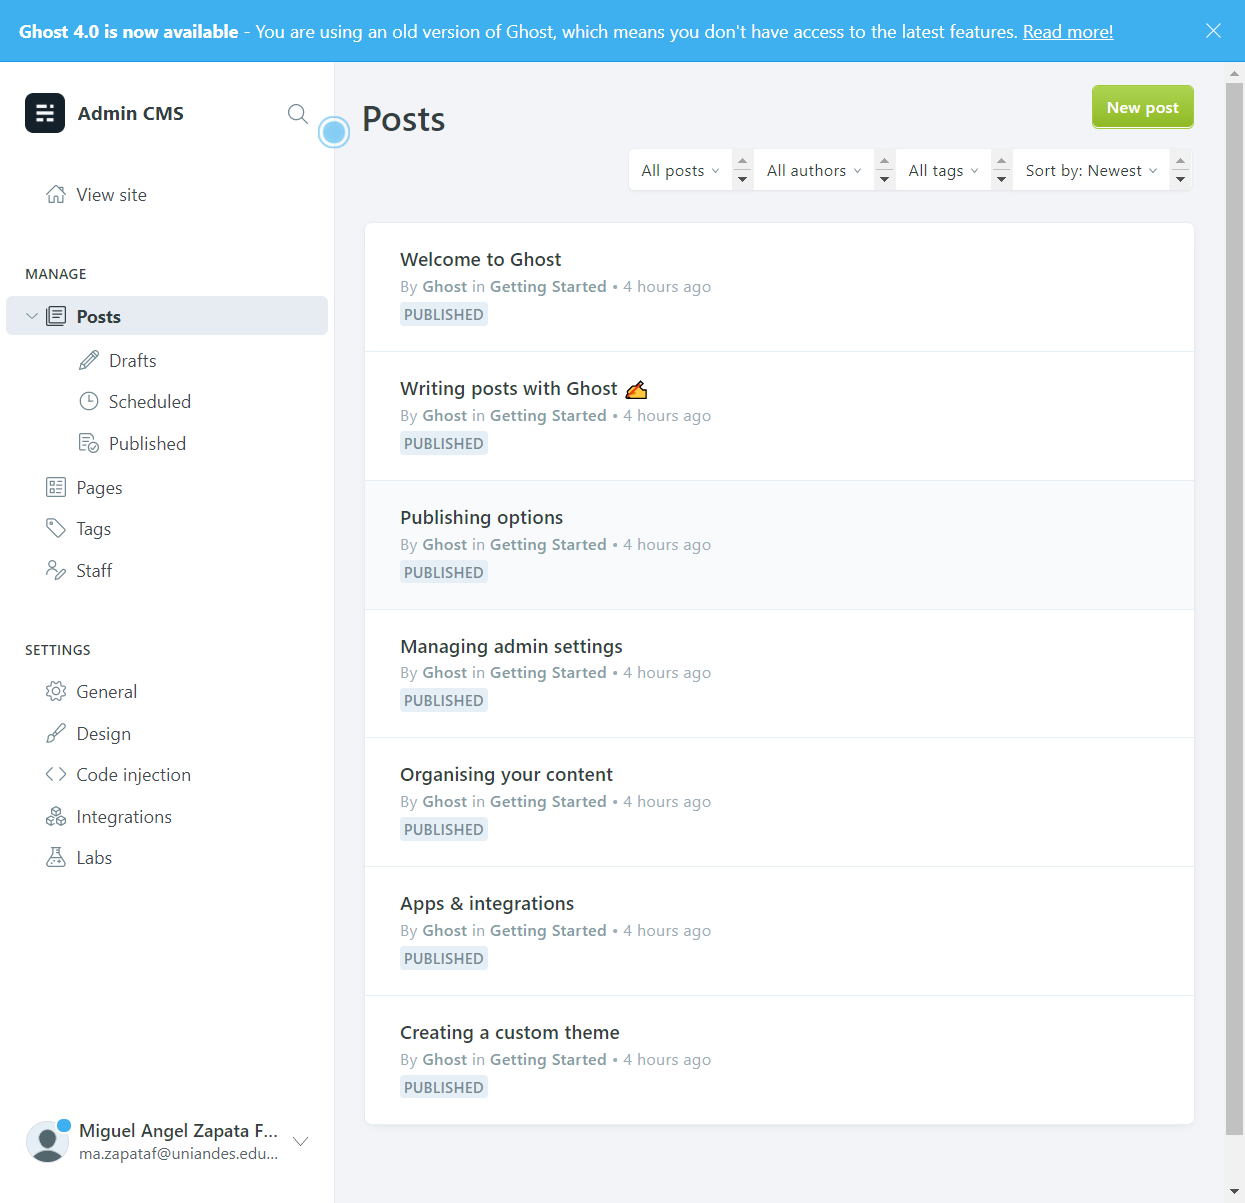 Ghost 4.0 is now available - You are using an old version of Ghost, which means you don't have access to the latest features. Read more!
Admin CMS
View site
MANAGE
Posts
Drafts
Scheduled
Published
Pages
Tags
Staff
SETTINGS
General
Design
Code injection
Integrations
Labs
Miguel Angel Zapata F...
ma.zapataf@uniandes.edu...
Posts
New post
All posts All authors All tags Sort by: Newest
Welcome to Ghost
By Ghost in Getting Started • 4 hours ago
PUBLISHED
Writing posts with Ghost ✍
By Ghost in Getting Started • 4 hours ago
PUBLISHED
Publishing options
By Ghost in Getting Started • 4 hours ago
PUBLISHED
Managing admin settings
By Ghost in Getting Started • 4 hours ago
PUBLISHED
Organising your content
By Ghost in Getting Started • 4 hours ago
PUBLISHED
Apps & integrations
By Ghost in Getting Started • 4 hours ago
PUBLISHED
Creating a custom theme
By Ghost in Getting Started • 4 hours ago
PUBLISHED